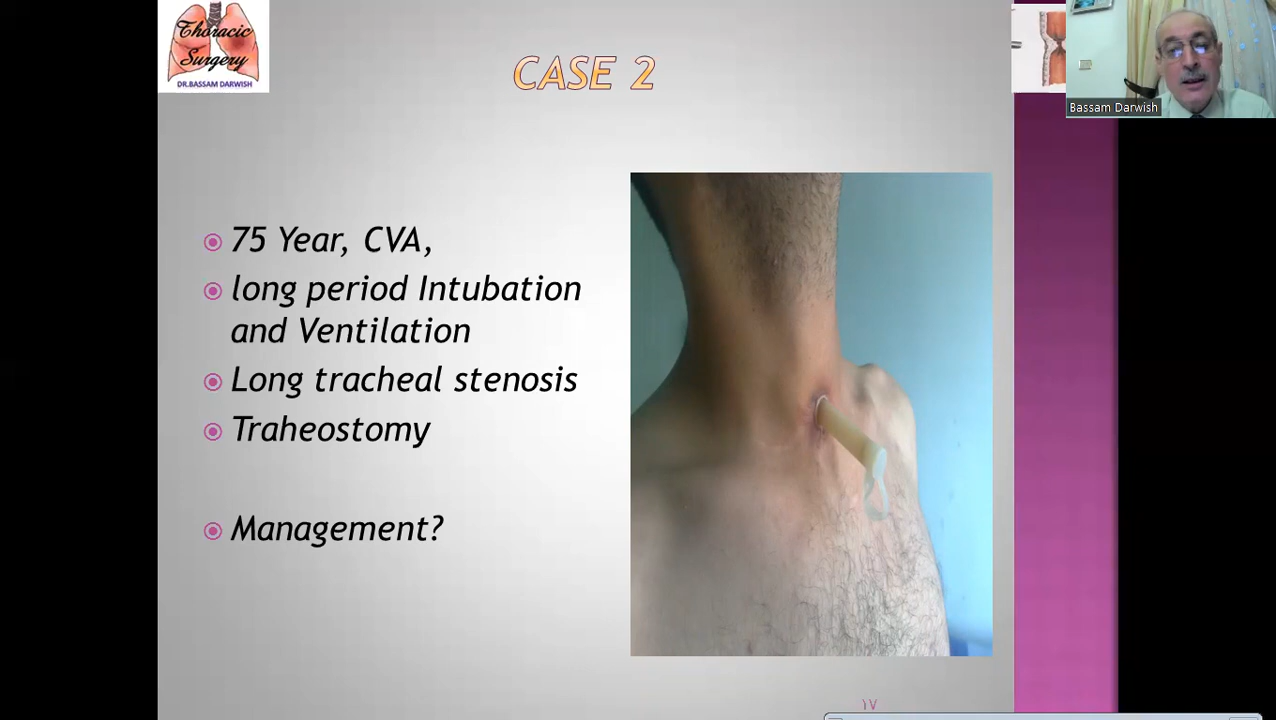 Thoracic
Surgery
DR.BASSAM DARWISH
CASE 2
Bassam Darwish
75 Year, CVA,
long period Intubation
and Ventilation
Long tracheal stenosis
Traheostomy
Management?
١٧